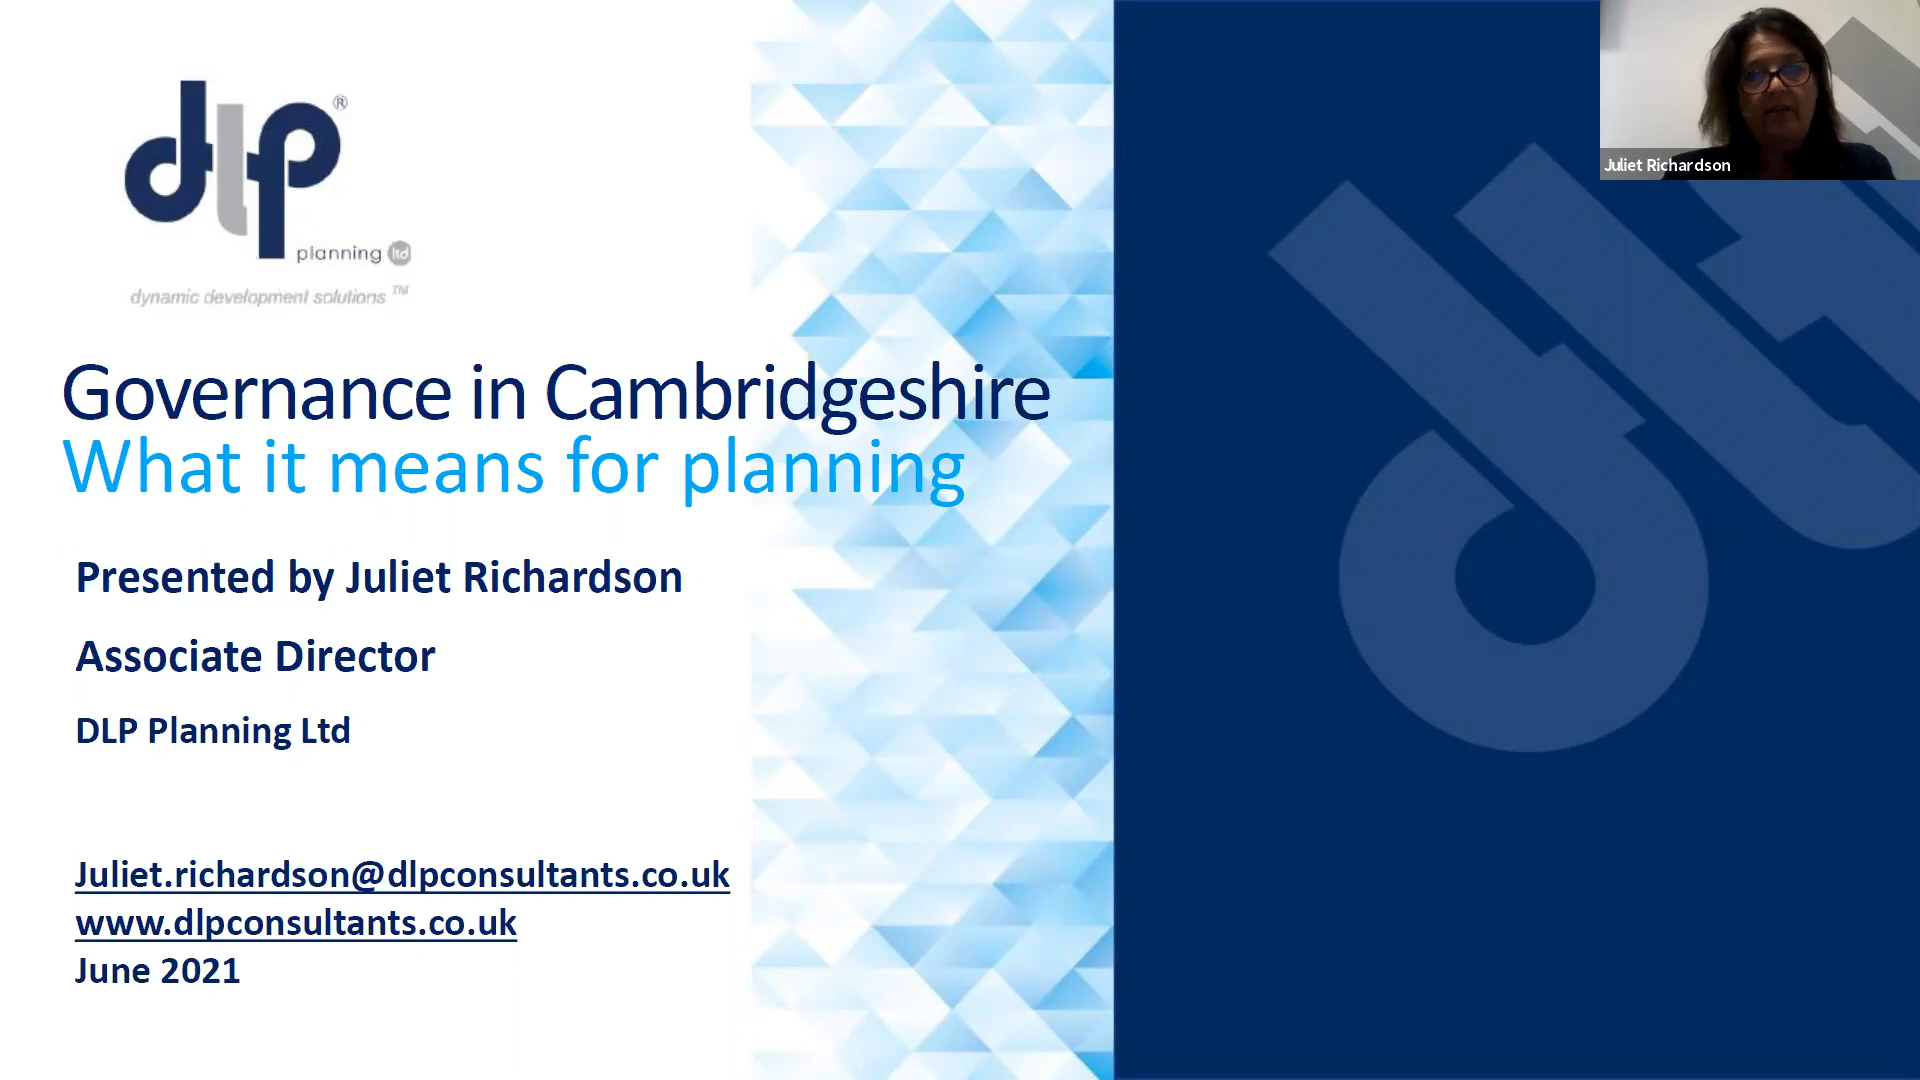 dlp®
planning ltd
dynamic development solutions ™
Juliet Richardson
Governance in Cambridgeshire
What it means for planning
Presented by Juliet Richardson
Associate Director
DLP Planning Ltd
Juliet.richardson@dlpconsultants.co.uk
www.dlpconsultants.co.uk
June 2021